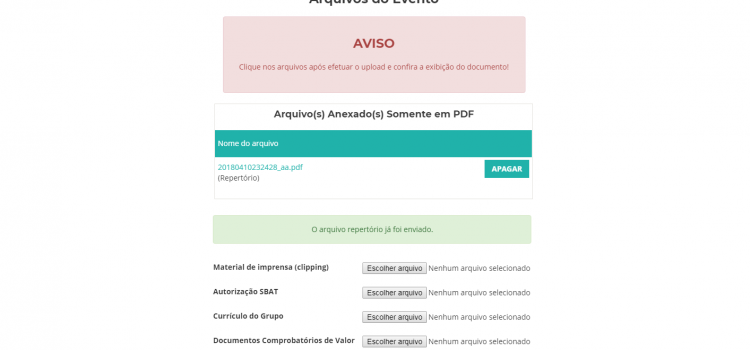 Arquivos do Evento
AVISO
Clique nos arquivos após efetuar o upload e confira a exibição do documento!
Arquivo(s) Anexado(s) Somente em PDF
Nome do arquivo
20180410232428_aa.pdf APAGAR
(Repertório)
O arquivo repertório já foi enviado.
Material de imprensa (clipping) Escolher arquivo Nenhum arquivo selecionado
Autorização SBAT Escolher arquivo Nenhum arquivo selecionado
Currículo do Grupo Escolher arquivo Nenhum arquivo selecionado
Documentos Comprobatórios de Valor Escolher arquivo Nenhum arquivo selecionado